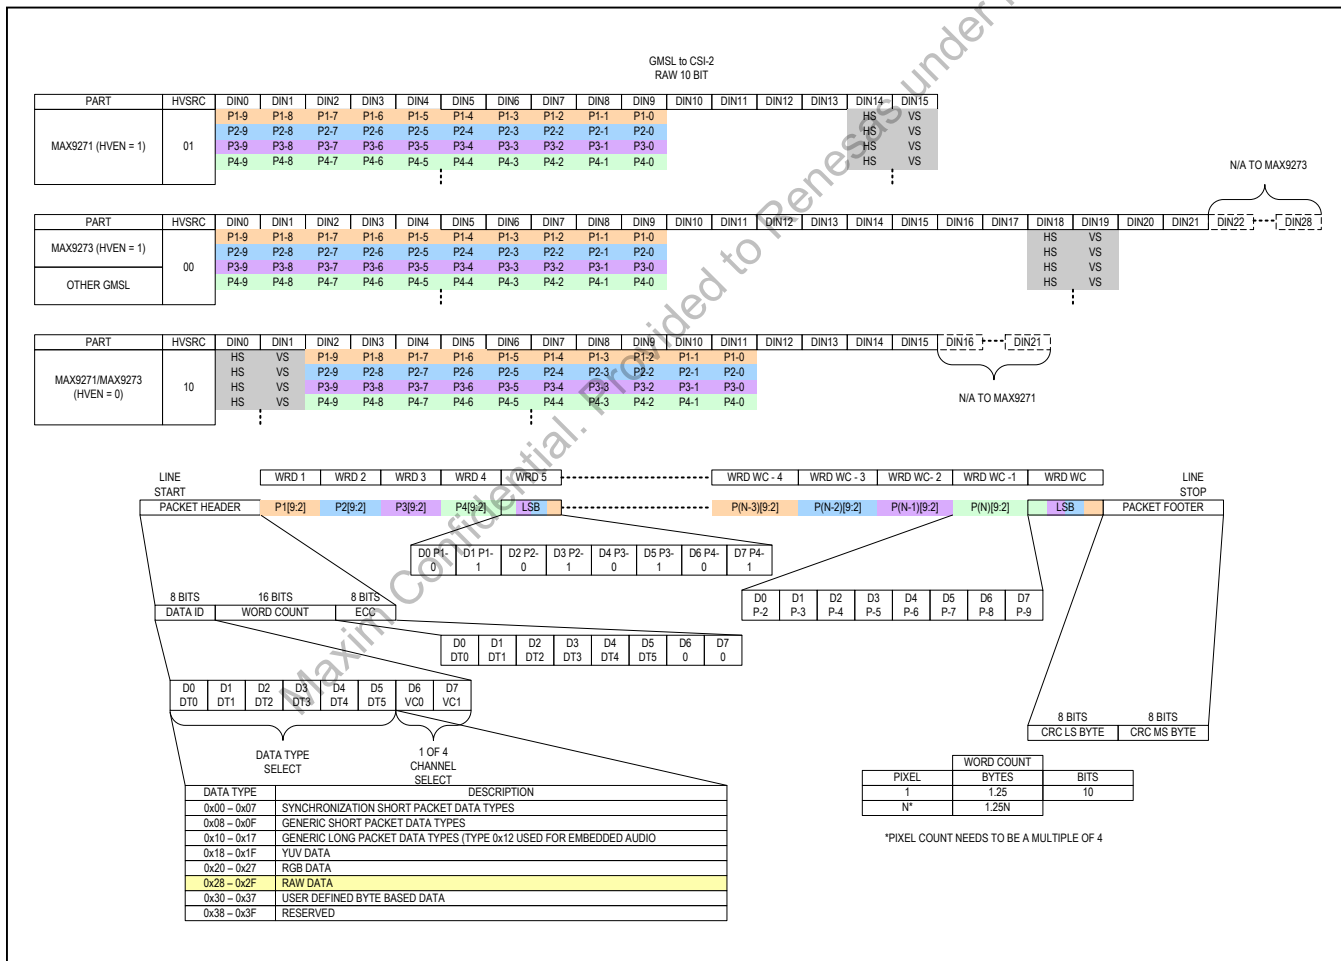 GMSL to CSI-2
RAW 10 BIT
PART HVSRC DIN0 DIN1 DIN2 DIN3 DIN4 DIN5 DIN6 DIN7 DIN8 DIN9 DIN10 DIN11 DIN12 DIN13 DIN14 DIN15
P1-9 P1-8 P1-7 P1-6 P1-5 P1-4 P1-3 P1-2 P1-1 P1-0 HS VS
P2-9 P2-8 P2-7 P2-6 P2-5 P2-4 P2-3 P2-2 P2-1 P2-0 HS VS
MAX9271 (HVEN = 1) 01 P3-9 P3-8 P3-7 P3-6 P3-5 P3-4 P3-3 P3-2 P3-1 P3-0 HS VS
P4-9 P4-8 P4-7 P4-6 P4-5 P4-4 P4-3 P4-2 P4-1 P4-0 HS VS
N/A TO MAX9273
PART HVSRC DIN0 DIN1 DIN2 DIN3 DIN4 DIN5 DIN6 DIN7 DIN8 DIN9 DIN10 DIN11 DIN12 DIN13 DIN14 DIN15 DIN16 DIN17 DIN18 DIN19 DIN20 DIN21 DIN22 DIN28
P1-9 P1-8 P1-7 P1-6 P1-5 P1-4 P1-3 P1-2 P1-1 P1-0 HS VS
MAX9273 (HVEN = 1) P2-9 P2-8 P2-7 P2-6 P2-5 P2-4 P2-3 P2-2 P2-1 P2-0 HS VS
00 P3-9 P3-8 P3-7 P3-6 P3-5 P3-4 P3-3 P3-2 P3-1 P3-0 HS VS
OTHER GMSL P4-9 P4-8 P4-7 P4-6 P4-5 P4-4 P4-3 P4-2 P4-1 P4-0 HS VS
PART HVSRC DIN0 DIN1 DIN2 DIN3 DIN4 DIN5 DIN6 DIN7 DIN8 DIN9 DIN10 DIN11 DIN12 DIN13 DIN14 DIN15 DIN16 DIN21
HS VS P1-9 P1-8 P1-7 P1-6 P1-5 P1-4 P1-3 P1-2 P1-1 P1-0
MAX9271/MAX9273 HS VS P2-9 P2-8 P2-7 P2-6 P2-5 P2-4 P2-3 P2-2 P2-1 P2-0
(HVEN = 0) 10 HS VS P3-9 P3-8 P3-7 P3-6 P3-5 P3-4 P3-3 P3-2 P3-1 P3-0
HS VS P4-9 P4-8 P4-7 P4-6 P4-5 P4-4 P4-3 P4-2 P4-1 P4-0
N/A TO MAX9271
LINE
START
WRD 1 WRD 2 WRD 3 WRD 4 WRD 5 WRD WC - 4 WRD WC - 3 WRD WC- 2 WRD WC -1 WRD WC
LINE
STOP
PACKET HEADER P1[9:2] P2[9:2] P3[9:2] P4[9:2] LSB P(N-3)[9:2] P(N-2)[9:2] P(N-1)[9:2] P(N)[9:2] LSB PACKET FOOTER
D0 P1- D1 P1- D2 P2- D3 P2- D4 P3- D5 P3- D6 P4- D7 P4-
0 1 0 1 0 1 0 1
D0 D1 D2 D3 D4 D5 D6 D7
P-2 P-3 P-4 P-5 P-6 P-7 P-8 P-9
8 BITS 16 BITS 8 BITS
DATA ID WORD COUNT ECC
D0 D1 D2 D3 D4 D5 D6 D7
DT0 DT1 DT2 DT3 DT4 DT5 0 0
D0 D1 D2 D3 D4 D5 D6 D7
DT0 DT1 DT2 DT3 DT4 DT5 VC0 VC1
DATA TYPE
SELECT
1 OF 4
CHANNEL
SELECT
8 BITS 8 BITS
CRC LS BYTE CRC MS BYTE
WORD COUNT
PIXEL BYTES BITS
1 1.25 10
N* 1.25N
*PIXEL COUNT NEEDS TO BE A MULTIPLE OF 4
DATA TYPE DESCRIPTION
0x00 – 0x07 SYNCHRONIZATION SHORT PACKET DATA TYPES
0x08 – 0x0F GENERIC SHORT PACKET DATA TYPES
0x10 – 0x17 GENERIC LONG PACKET DATA TYPES (TYPE 0x12 USED FOR EMBEDDED AUDIO
0x18 – 0x1F YUV DATA
0x20 – 0x27 RGB DATA
0x28 – 0x2F RAW DATA
0x30 – 0x37 USER DEFINED BYTE BASED DATA
0x38 – 0x3F RESERVED
Maxim Confidential. Provided to Renesas under